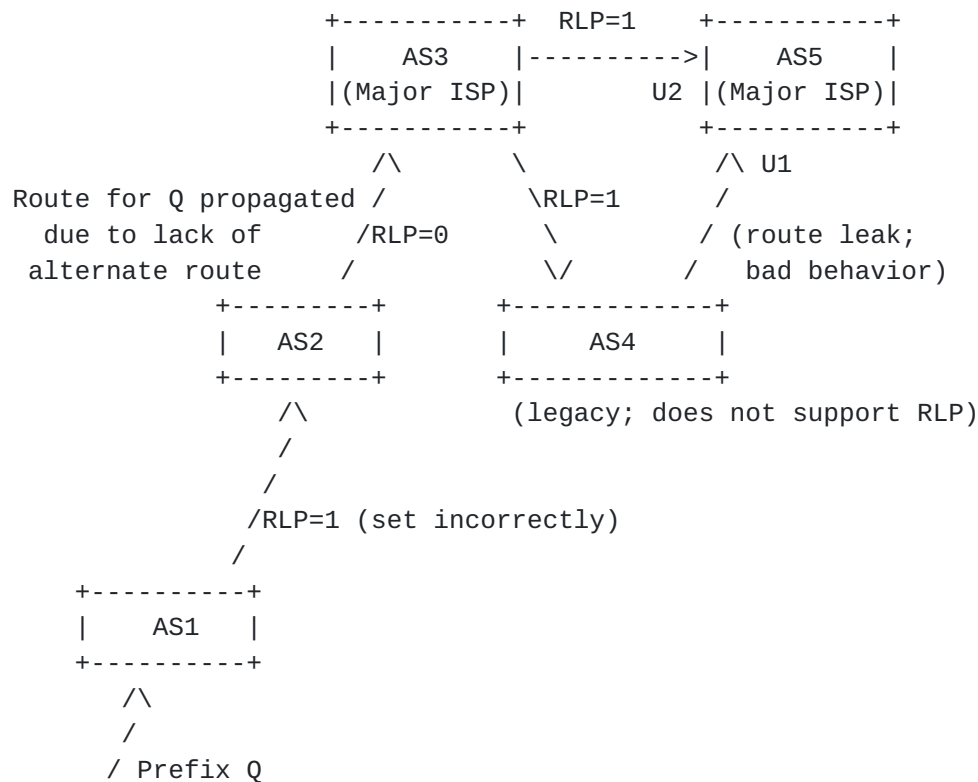 +-----------+  RLP=1    +-----------+
|    AS3    |---------->|    AS5    |
|(Major ISP)|        U2 |(Major ISP)|
+-----------+           +-----------+
/\       \            /\ U1
Route for Q propagated /         \RLP=1      /
due to lack of      /RLP=0      \         / (route leak;
alternate route     /            \/       /   bad behavior)
+---------+       +-------------+
|   AS2   |       |     AS4     |
+---------+       +-------------+
/\             (legacy; does not support RLP)
/
/
/RLP=1 (set incorrectly)
/
+----------+
|    AS1   |
+----------+
/\
/
/ Prefix Q